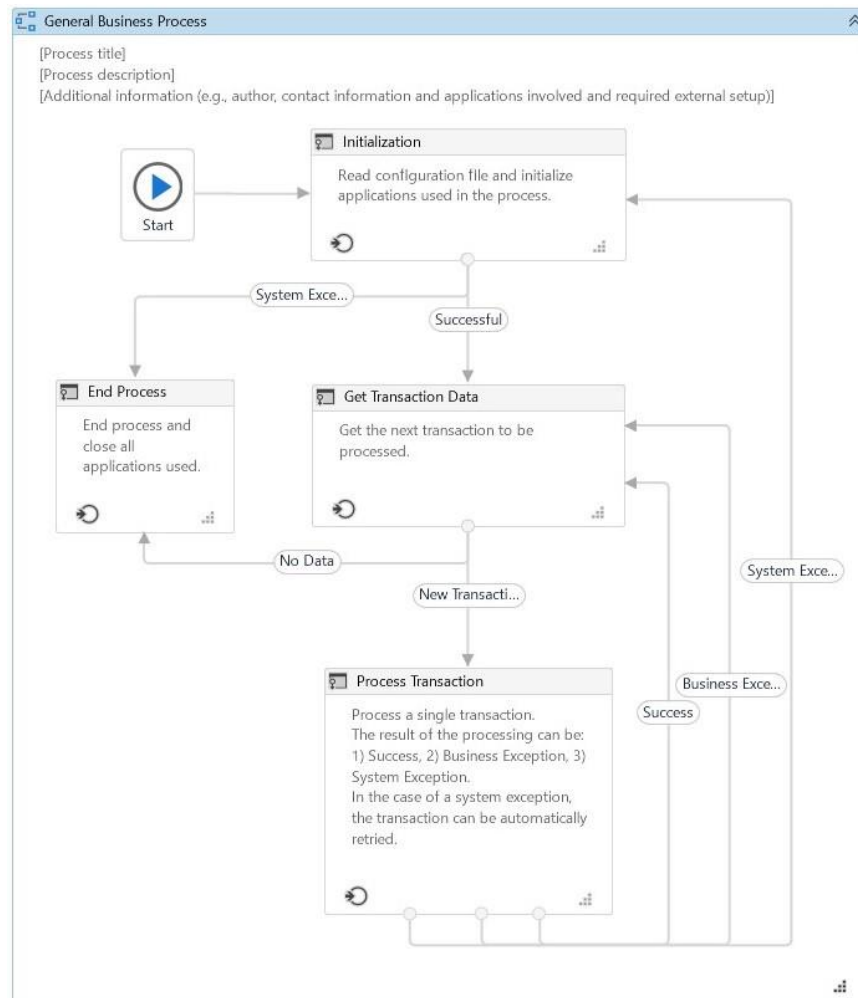 General Business Process
[Process title]
[Process description]
[Additional information (e.g., author, contact information and applications involved and required external setup)]
Initialization
Read configuration file and initialize
applications used in the process.
Start
System Exce...
Successful
End Process
End process and
close all
applications used.
Get Transaction Data
Get the next transaction to be
processed.
No Data
New Transacti...
System Exce...
Business Exce...
Success
Process Transaction
Process a single transaction.
The result of the processing can be:
1) Success, 2) Business Exception, 3)
System Exception.
In the case of a system exception,
the transaction can be automatically
retried.